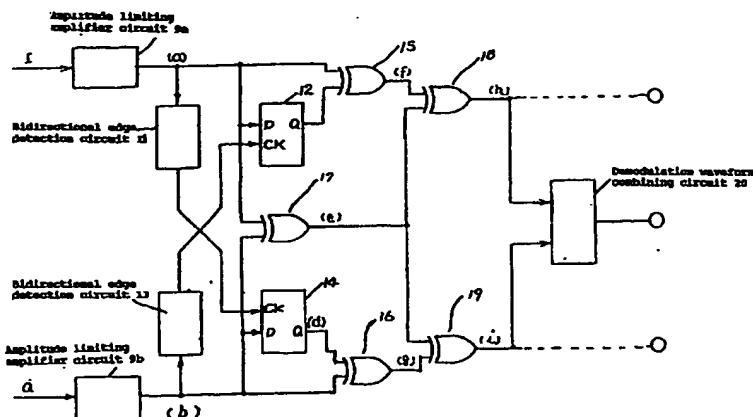 Amplitude limiting
amplifier circuit 9a
I
(a)
Bidirectional edge
detection circuit 11
12
D
Q
CK
15
(f)
18
(h)
17
(e)
Demodulation waveform
combining circuit 20
Bidirectional edge
detection circuit 13
14
CK
D
Q
(d)
16
(g)
19
(i)
Amplitude limiting
amplifier circuit 9b
Q
(b)